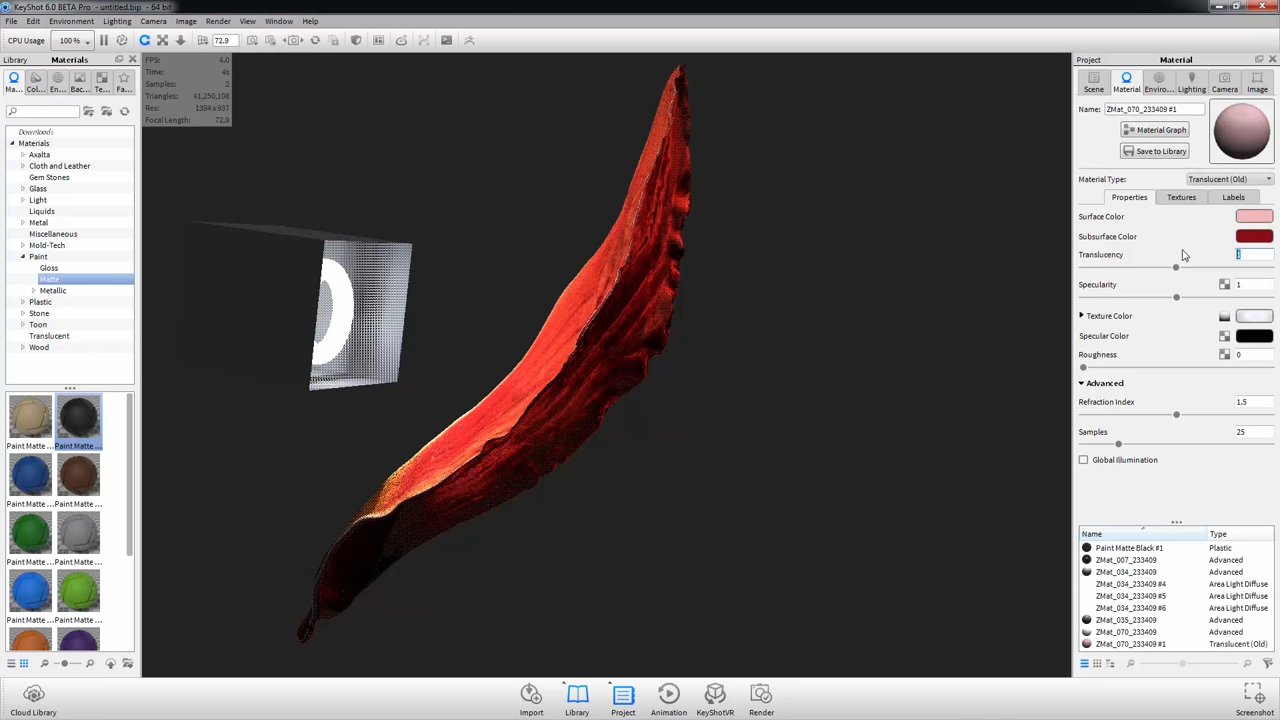 KeyShot 6.0 BETA Pro - untitled.bip - 64 bit
File Edit Environment Lighting Camera Image Render View Window Help
CPU Usage 100 % 72.9
Library Materials
Ma... Col... En... Bac... Te... Fa...
Downloads
Materials
Axalta
Cloth and Leather
Gem Stones
Glass
Light
Liquids
Metal
Miscellaneous
Mold-Tech
Paint
Gloss
Matte
Metallic
Plastic
Stone
Toon
Translucent
Wood
Paint Matte ... Paint Matte ...
Paint Matte ... Paint Matte ...
Paint Matte ... Paint Matte ...
Paint Matte ... Paint Matte ...
FPS: 4.0
Time: 4s
Samples: 2
Triangles: 41,250,108
Res: 1394 x 937
Focal Length: 72.9
Project Material
Scene Material Enviro... Lighting Camera Image
Name: ZMat_070_233409 #1
Material Graph
Save to Library
Material Type: Translucent (Old)
Properties Textures Labels
Surface Color
Subsurface Color
Translucency 1
Specularity 1
Texture Color
Specular Color
Roughness 0
Advanced
Refraction Index 1.5
Samples 25
Global Illumination
Name Type
Paint Matte Black #1 Plastic
ZMat_007_233409 Advanced
ZMat_034_233409 Advanced
ZMat_034_233409 #4 Area Light Diffuse
ZMat_034_233409 #5 Area Light Diffuse
ZMat_034_233409 #6 Area Light Diffuse
ZMat_035_233409 Advanced
ZMat_070_233409 Advanced
ZMat_070_233409 #1 Translucent (Old)
Cloud Library Import Library Project Animation KeyShotVR Render Screenshot